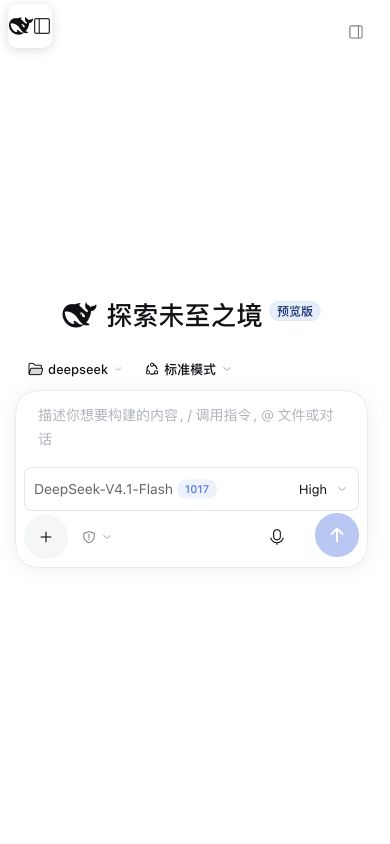 探索未至之境 预览版
deepseek 标准模式
描述你想要构建的内容, / 调用指令, @ 文件或对
话
DeepSeek-V4.1-Flash 1017 High